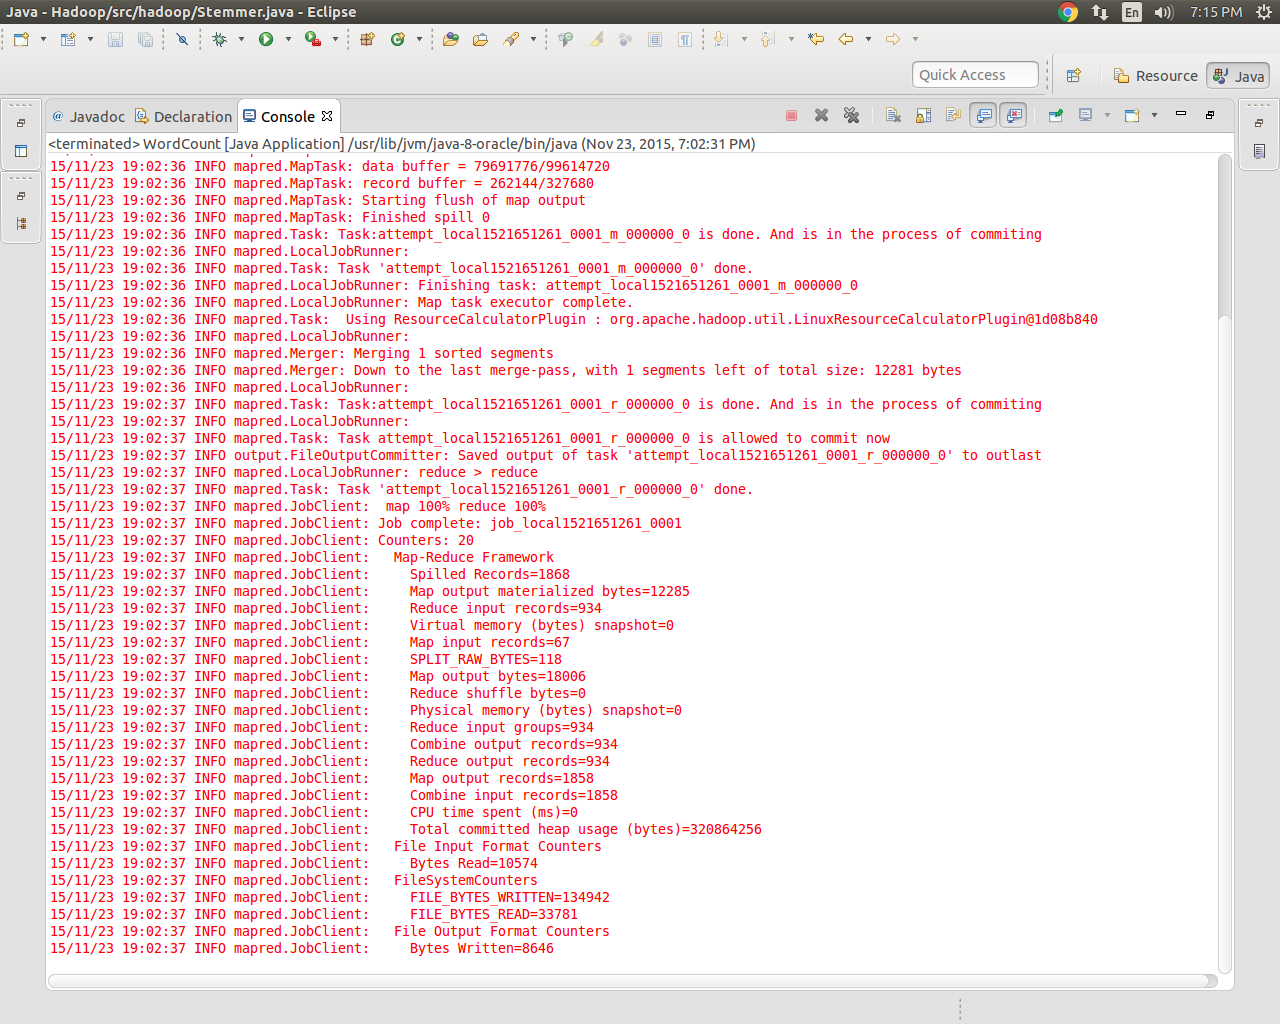 Java - Hadoop/src/hadoop/Stemmer.java - Eclipse
En
7:15 PM
Quick Access
Resource
Java
@ Javadoc
Declaration
Console
<terminated> WordCount [Java Application] /usr/lib/jvm/java-8-oracle/bin/java (Nov 23, 2015, 7:02:31 PM)
15/11/23 19:02:36 INFO mapred.MapTask: data buffer = 79691776/99614720
15/11/23 19:02:36 INFO mapred.MapTask: record buffer = 262144/327680
15/11/23 19:02:36 INFO mapred.MapTask: Starting flush of map output
15/11/23 19:02:36 INFO mapred.MapTask: Finished spill 0
15/11/23 19:02:36 INFO mapred.Task: Task:attempt_local1521651261_0001_m_000000_0 is done. And is in the process of commiting
15/11/23 19:02:36 INFO mapred.LocalJobRunner:
15/11/23 19:02:36 INFO mapred.Task: Task 'attempt_local1521651261_0001_m_000000_0' done.
15/11/23 19:02:36 INFO mapred.LocalJobRunner: Finishing task: attempt_local1521651261_0001_m_000000_0
15/11/23 19:02:36 INFO mapred.LocalJobRunner: Map task executor complete.
15/11/23 19:02:36 INFO mapred.Task:  Using ResourceCalculatorPlugin : org.apache.hadoop.util.LinuxResourceCalculatorPlugin@1d08b840
15/11/23 19:02:36 INFO mapred.LocalJobRunner:
15/11/23 19:02:36 INFO mapred.Merger: Merging 1 sorted segments
15/11/23 19:02:36 INFO mapred.Merger: Down to the last merge-pass, with 1 segments left of total size: 12281 bytes
15/11/23 19:02:36 INFO mapred.LocalJobRunner:
15/11/23 19:02:37 INFO mapred.Task: Task:attempt_local1521651261_0001_r_000000_0 is done. And is in the process of commiting
15/11/23 19:02:37 INFO mapred.LocalJobRunner:
15/11/23 19:02:37 INFO mapred.Task: Task attempt_local1521651261_0001_r_000000_0 is allowed to commit now
15/11/23 19:02:37 INFO output.FileOutputCommitter: Saved output of task 'attempt_local1521651261_0001_r_000000_0' to outlast
15/11/23 19:02:37 INFO mapred.LocalJobRunner: reduce > reduce
15/11/23 19:02:37 INFO mapred.Task: Task 'attempt_local1521651261_0001_r_000000_0' done.
15/11/23 19:02:37 INFO mapred.JobClient:  map 100% reduce 100%
15/11/23 19:02:37 INFO mapred.JobClient: Job complete: job_local1521651261_0001
15/11/23 19:02:37 INFO mapred.JobClient: Counters: 20
15/11/23 19:02:37 INFO mapred.JobClient:   Map-Reduce Framework
15/11/23 19:02:37 INFO mapred.JobClient:     Spilled Records=1868
15/11/23 19:02:37 INFO mapred.JobClient:     Map output materialized bytes=12285
15/11/23 19:02:37 INFO mapred.JobClient:     Reduce input records=934
15/11/23 19:02:37 INFO mapred.JobClient:     Virtual memory (bytes) snapshot=0
15/11/23 19:02:37 INFO mapred.JobClient:     Map input records=67
15/11/23 19:02:37 INFO mapred.JobClient:     SPLIT_RAW_BYTES=118
15/11/23 19:02:37 INFO mapred.JobClient:     Map output bytes=18006
15/11/23 19:02:37 INFO mapred.JobClient:     Reduce shuffle bytes=0
15/11/23 19:02:37 INFO mapred.JobClient:     Physical memory (bytes) snapshot=0
15/11/23 19:02:37 INFO mapred.JobClient:     Reduce input groups=934
15/11/23 19:02:37 INFO mapred.JobClient:     Combine output records=934
15/11/23 19:02:37 INFO mapred.JobClient:     Reduce output records=934
15/11/23 19:02:37 INFO mapred.JobClient:     Map output records=1858
15/11/23 19:02:37 INFO mapred.JobClient:     Combine input records=1858
15/11/23 19:02:37 INFO mapred.JobClient:     CPU time spent (ms)=0
15/11/23 19:02:37 INFO mapred.JobClient:     Total committed heap usage (bytes)=320864256
15/11/23 19:02:37 INFO mapred.JobClient:   File Input Format Counters
15/11/23 19:02:37 INFO mapred.JobClient:     Bytes Read=10574
15/11/23 19:02:37 INFO mapred.JobClient:   FileSystemCounters
15/11/23 19:02:37 INFO mapred.JobClient:     FILE_BYTES_WRITTEN=134942
15/11/23 19:02:37 INFO mapred.JobClient:     FILE_BYTES_READ=33781
15/11/23 19:02:37 INFO mapred.JobClient:   File Output Format Counters
15/11/23 19:02:37 INFO mapred.JobClient:     Bytes Written=8646